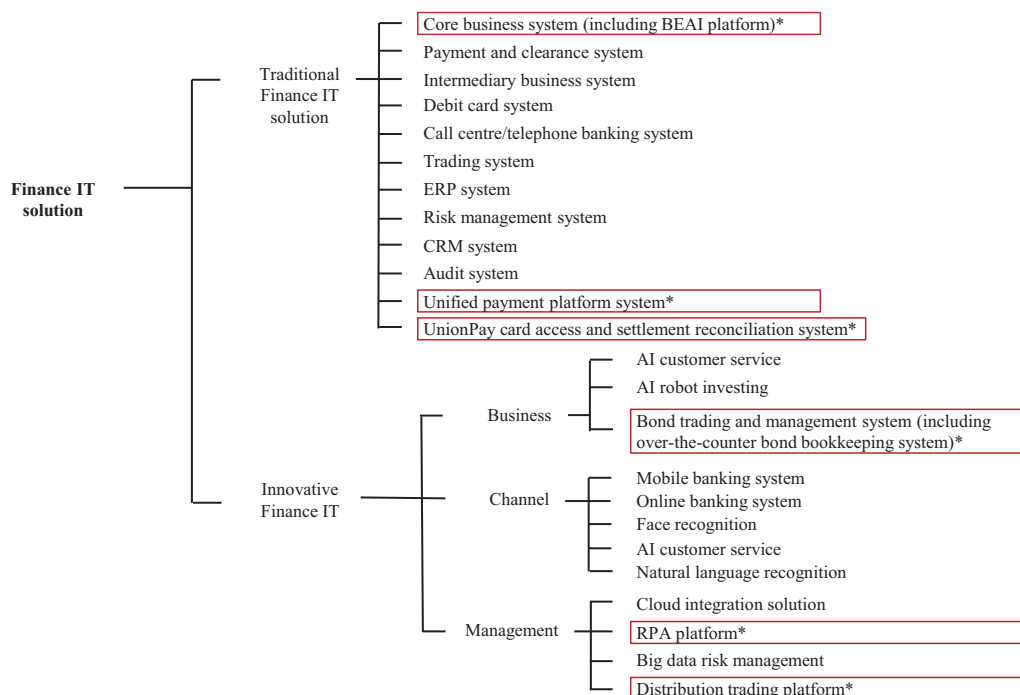 Core business system (including BEAI platform)*
Payment and clearance system
Traditional
Finance IT
solution
Intermediary business system
Debit card system
Call centre/telephone banking system
Trading system
Finance IT
solution
ERP system
Risk management system
CRM system
Audit system
Unified payment platform system*
UnionPay card access and settlement reconciliation system*
AI customer service
AI robot investing
Business
Bond trading and management system (including
over-the-counter bond bookkeeping system)*
Innovative
Finance IT
Mobile banking system
Channel
Online banking system
Face recognition
AI customer service
Natural language recognition
Cloud integration solution
Management
RPA platform*
Big data risk management
Distribution trading platform*